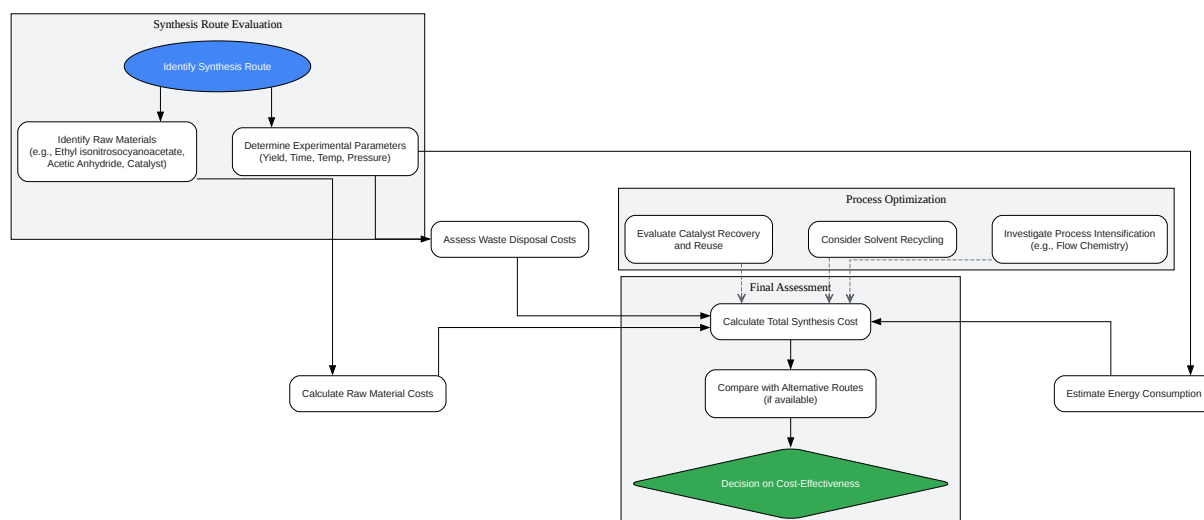 Synthesis Route Evaluation
Identify Synthesis Route
Identify Raw Materials
(e.g., Ethyl isonitrosocyanoacetate,
Acetic Anhydride, Catalyst)
Determine Experimental Parameters
(Yield, Time, Temp, Pressure)
Assess Waste Disposal Costs
Process Optimization
Evaluate Catalyst Recovery
and Reuse
Consider Solvent Recycling
Investigate Process Intensification
(e.g., Flow Chemistry)
Final Assessment
Calculate Total Synthesis Cost
Calculate Raw Material Costs
Compare with Alternative Routes
(if available)
Estimate Energy Consumption
Decision on Cost-Effectiveness